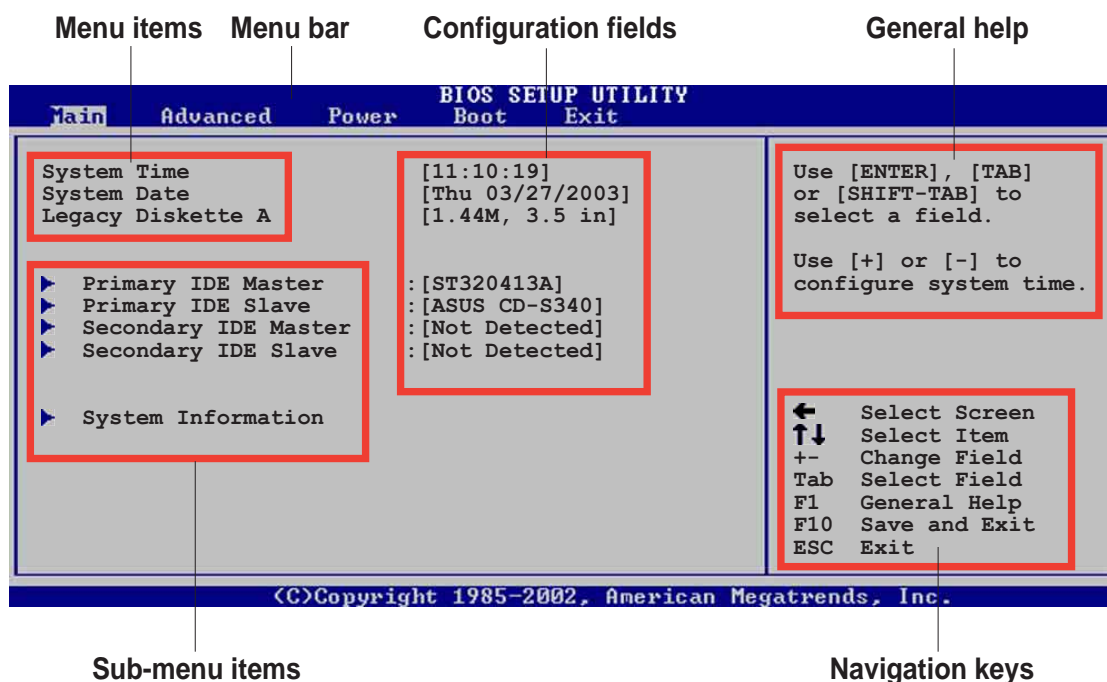 Menu items Menu bar Configuration fields General help
BIOS SETUP UTILITY
Main Advanced Power Boot Exit
System Time [11:10:19]
System Date [Thu 03/27/2003]
Legacy Diskette A [1.44M, 3.5 in]
Primary IDE Master :[ST320413A]
Primary IDE Slave :[ASUS CD-S340]
Secondary IDE Master :[Not Detected]
Secondary IDE Slave :[Not Detected]
System Information
Use [ENTER], [TAB]
or [SHIFT-TAB] to
select a field.
Use [+] or [-] to
configure system time.
← Select Screen
↑↓ Select Item
+- Change Field
Tab Select Field
F1 General Help
F10 Save and Exit
ESC Exit
(C)Copyright 1985-2002, American Megatrends, Inc.
Sub-menu items Navigation keys